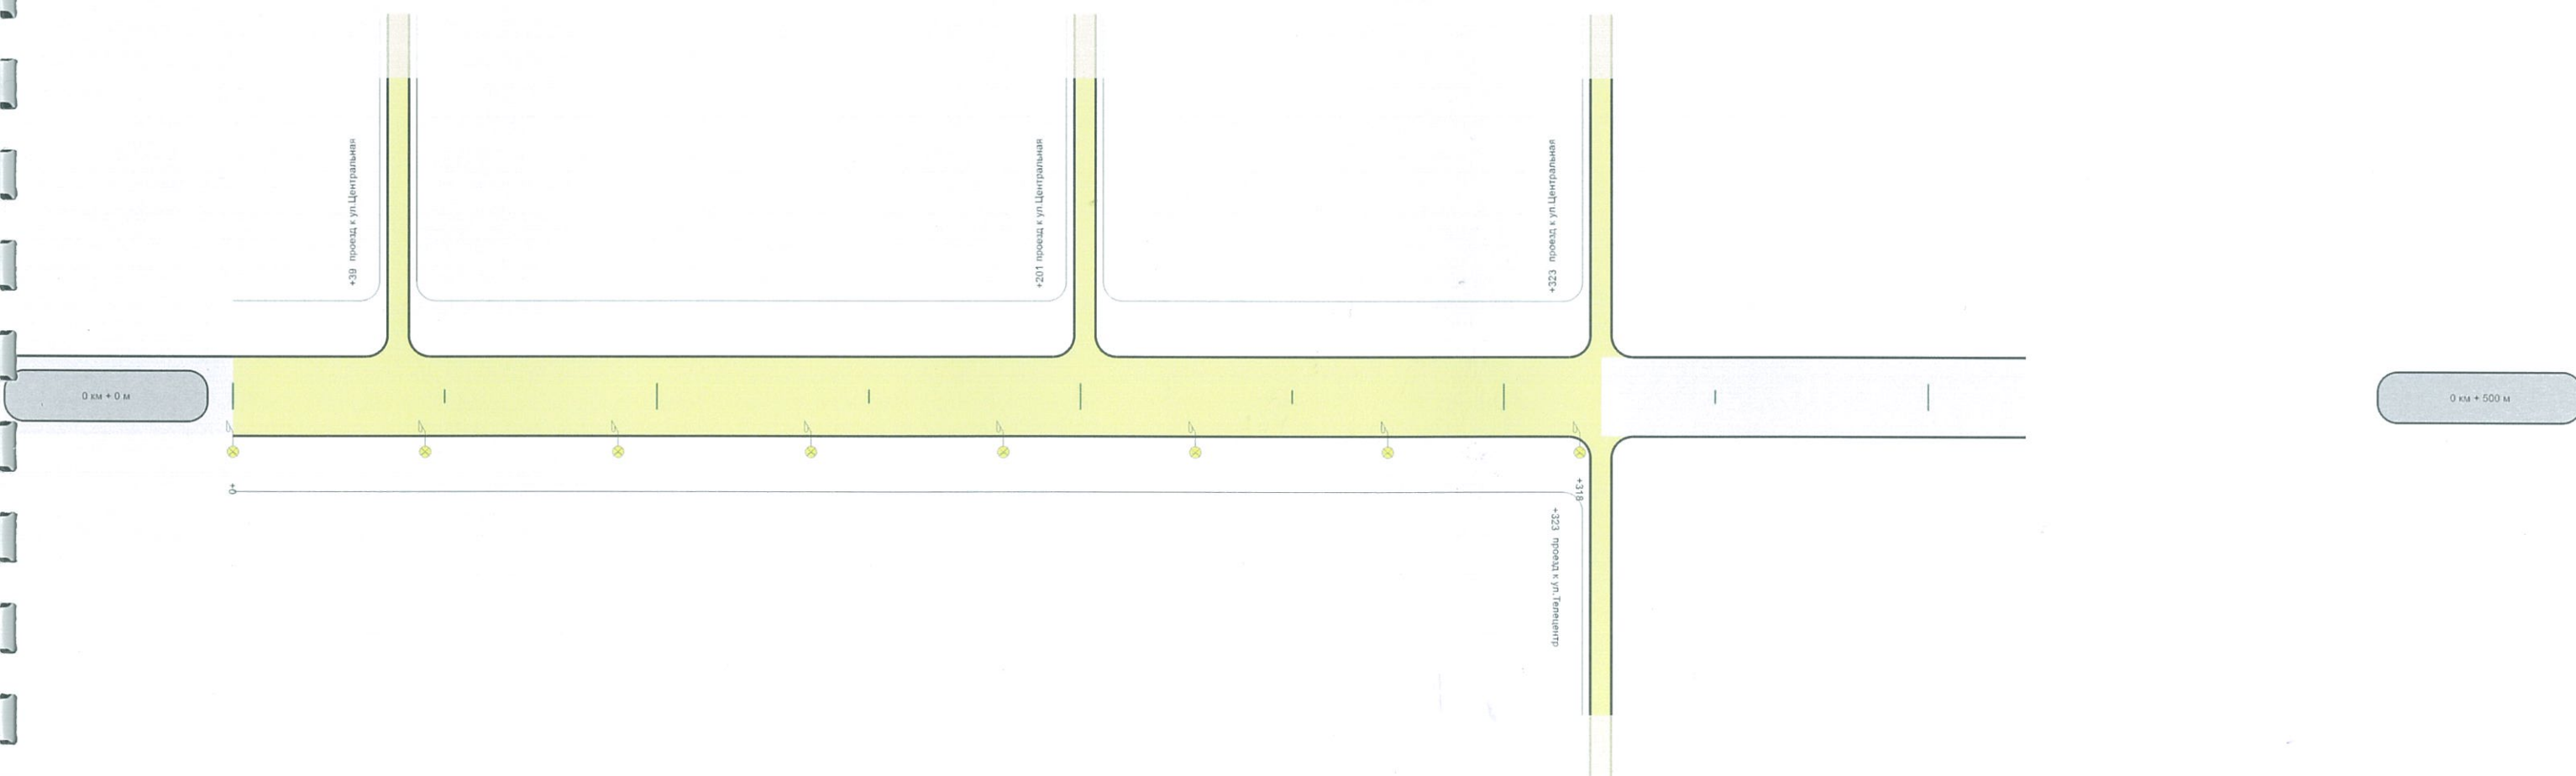 +39 проезд к ул.Центральная
+201 проезд к ул.Центральная
+323 проезд к ул.Центральная
0 км + 0 м
0 км + 500 м
+0
+318
+323 проезд к ул.Телецентр